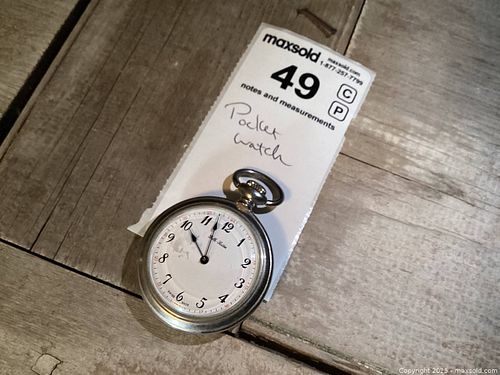 maxsold
maxsold.com
1-877-257-7799
49
C
P
notes and measurements
Pocket
watch
12
1
2
3
4
5
6
7
8
9
10
11
Copyright 2025 - maxsold.com